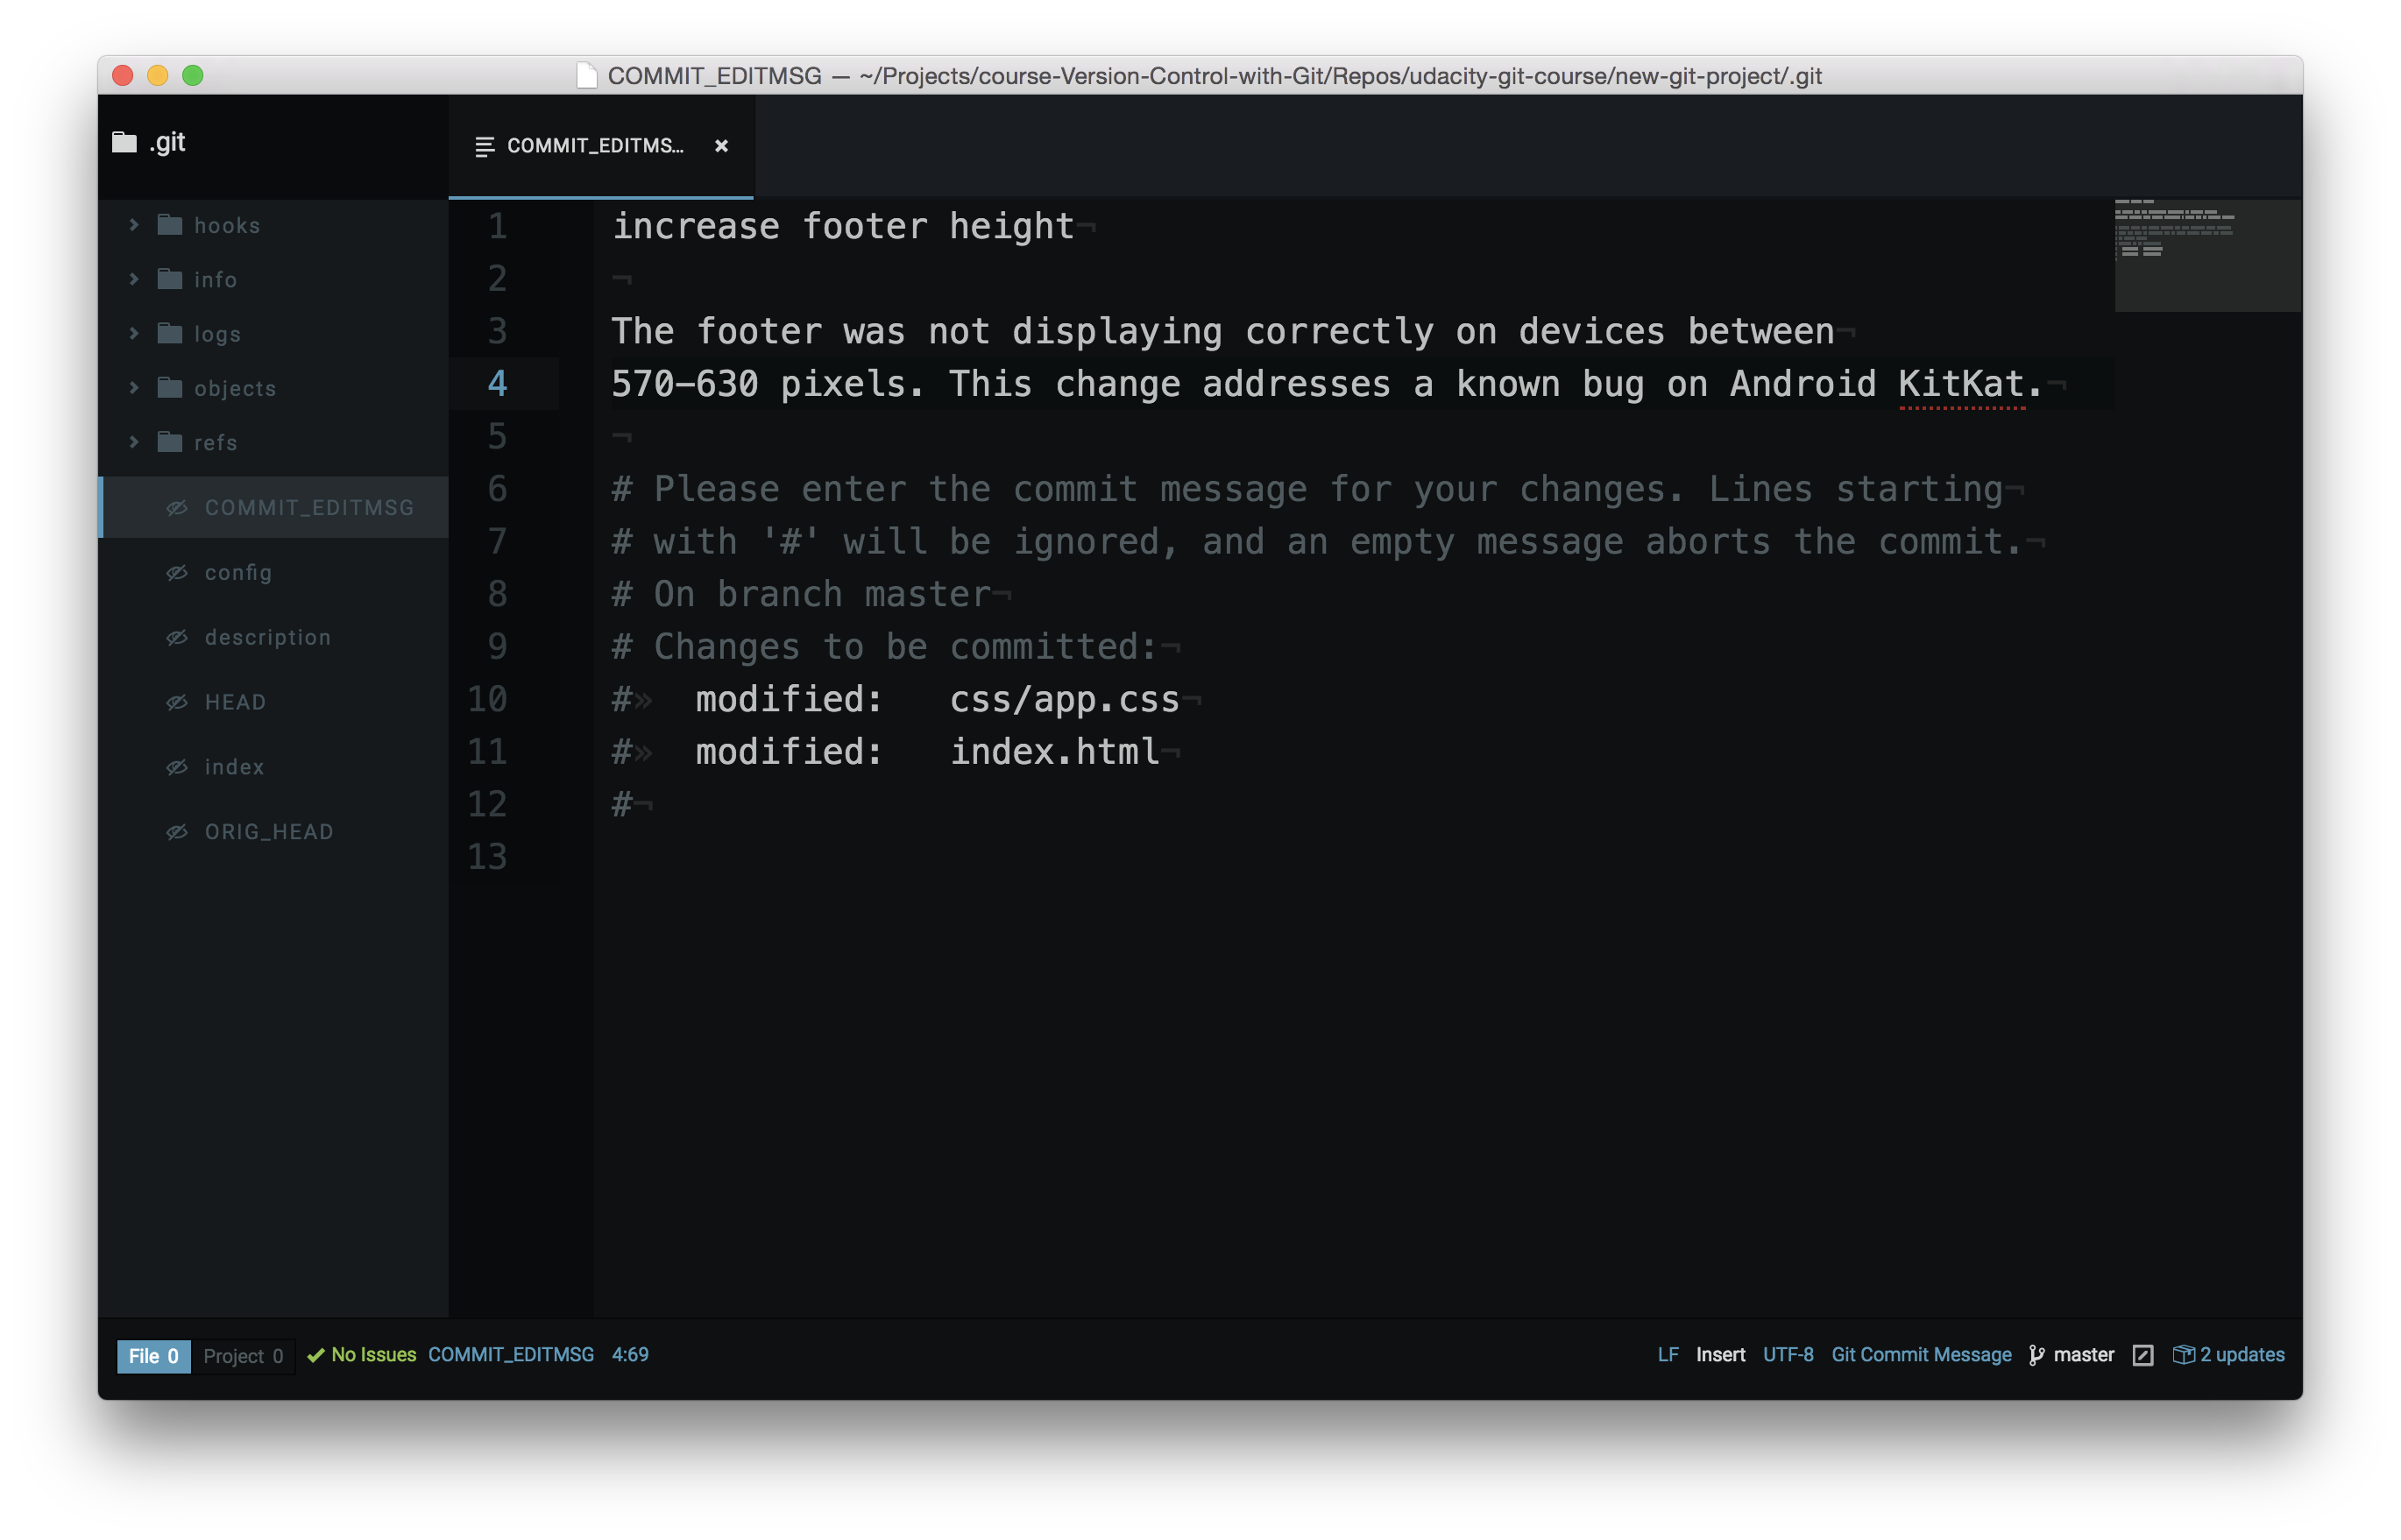 COMMIT_EDITMSG — ~/Projects/course-Version-Control-with-Git/Repos/udacity-git-course/new-git-project/.git
.git
COMMIT_EDITMS...
hooks
info
logs
objects
refs
COMMIT_EDITMSG
config
description
HEAD
index
ORIG_HEAD
1 increase footer height¬
2 ¬
3 The footer was not displaying correctly on devices between¬
4 570-630 pixels. This change addresses a known bug on Android KitKat.¬
5 ¬
6 # Please enter the commit message for your changes. Lines starting¬
7 # with '#' will be ignored, and an empty message aborts the commit.¬
8 # On branch master¬
9 # Changes to be committed:¬
10 #» modified: css/app.css¬
11 #» modified: index.html¬
12 #¬
13
File 0 Project 0 No Issues COMMIT_EDITMSG 4:69 LF Insert UTF-8 Git Commit Message master 2 updates